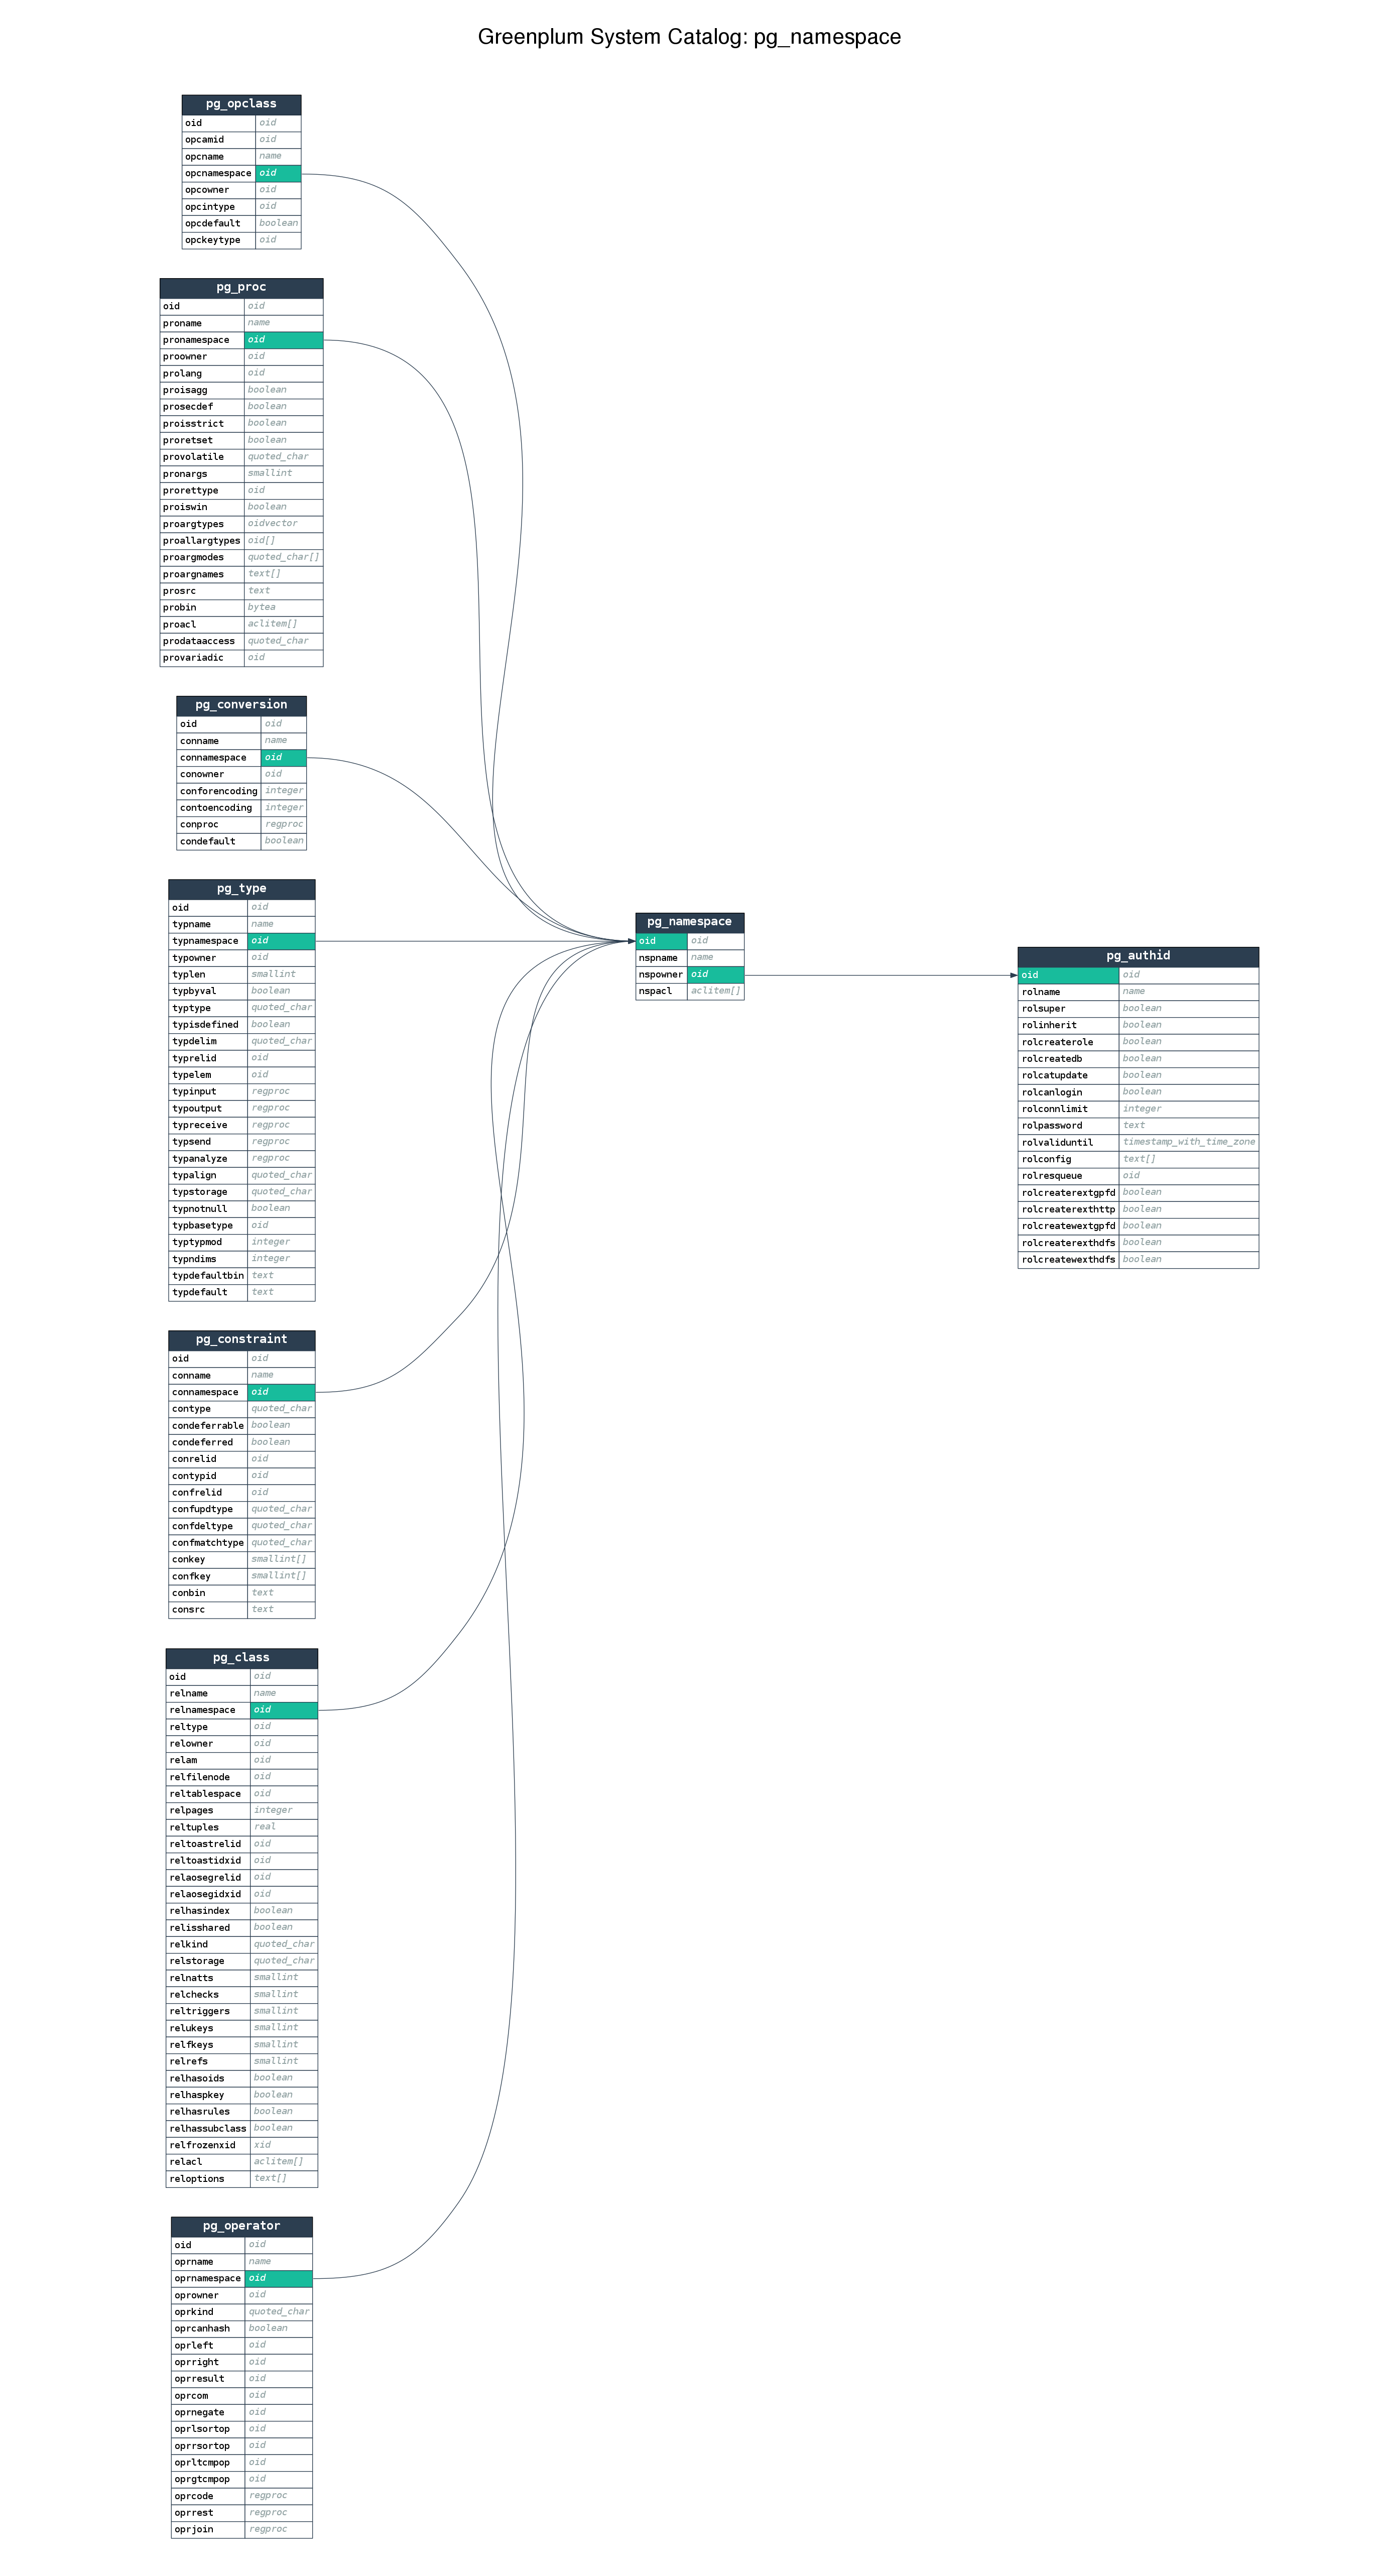 Greenplum System Catalog: pg_namespace
pg_opclass
oid oid
opcamid oid
opcname name
opcnamespace oid
opcowner oid
opcintype oid
opcdefault boolean
opckeytype oid
pg_proc
oid oid
proname name
pronamespace oid
proowner oid
prolang oid
proisagg boolean
prosecdef boolean
proisstrict boolean
proretset boolean
provolatile quoted_char
pronargs smallint
prorettype oid
proiswin boolean
proargtypes oidvector
proallargtypes oid[]
proargmodes quoted_char[]
proargnames text[]
prosrc text
probin bytea
proacl aclitem[]
prodataaccess quoted_char
provariadic oid
pg_conversion
oid oid
conname name
connamespace oid
conowner oid
conforencoding integer
contoencoding integer
conproc regproc
condefault boolean
pg_type
oid oid
typname name
typnamespace oid
typowner oid
typlen smallint
typbyval boolean
typtype quoted_char
typisdefined boolean
typdelim quoted_char
typrelid oid
typelem oid
typinput regproc
typoutput regproc
typreceive regproc
typsend regproc
typanalyze regproc
typalign quoted_char
typstorage quoted_char
typnotnull boolean
typbasetype oid
typtypmod integer
typndims integer
typdefaultbin text
typdefault text
pg_constraint
oid oid
conname name
connamespace oid
contype quoted_char
condeferrable boolean
condeferred boolean
conrelid oid
contypid oid
confrelid oid
confupdtype quoted_char
confdeltype quoted_char
confmatchtype quoted_char
conkey smallint[]
confkey smallint[]
conbin text
consrc text
pg_class
oid oid
relname name
relnamespace oid
reltype oid
relowner oid
relam oid
relfilenode oid
reltablespace oid
relpages integer
reltuples real
reltoastrelid oid
reltoastidxid oid
relaosegrelid oid
relaosegidxid oid
relhasindex boolean
relisshared boolean
relkind quoted_char
relstorage quoted_char
relnatts smallint
relchecks smallint
reltriggers smallint
relukeys smallint
relfkeys smallint
relrefs smallint
relhasoids boolean
relhaspkey boolean
relhasrules boolean
relhassubclass boolean
relfrozenxid xid
relacl aclitem[]
reloptions text[]
pg_operator
oid oid
oprname name
oprnamespace oid
oprowner oid
oprkind quoted_char
oprcanhash boolean
oprleft oid
oprright oid
oprresult oid
oprcom oid
oprnegate oid
oprlsortop oid
oprrsortop oid
oprltcmpop oid
oprgtcmpop oid
oprcode regproc
oprrest regproc
oprjoin regproc
pg_namespace
oid oid
nspname name
nspowner oid
nspacl aclitem[]
pg_authid
oid oid
rolname name
rolsuper boolean
rolinherit boolean
rolcreaterole boolean
rolcreatedb boolean
rolcatupdate boolean
rolcanlogin boolean
rolconnlimit integer
rolpassword text
rolvaliduntil timestamp_with_time_zone
rolconfig text[]
rolresqueue oid
rolcreaterextgpfd boolean
rolcreaterexthttp boolean
rolcreatewextgpfd boolean
rolcreaterexthdfs boolean
rolcreatewexthdfs boolean